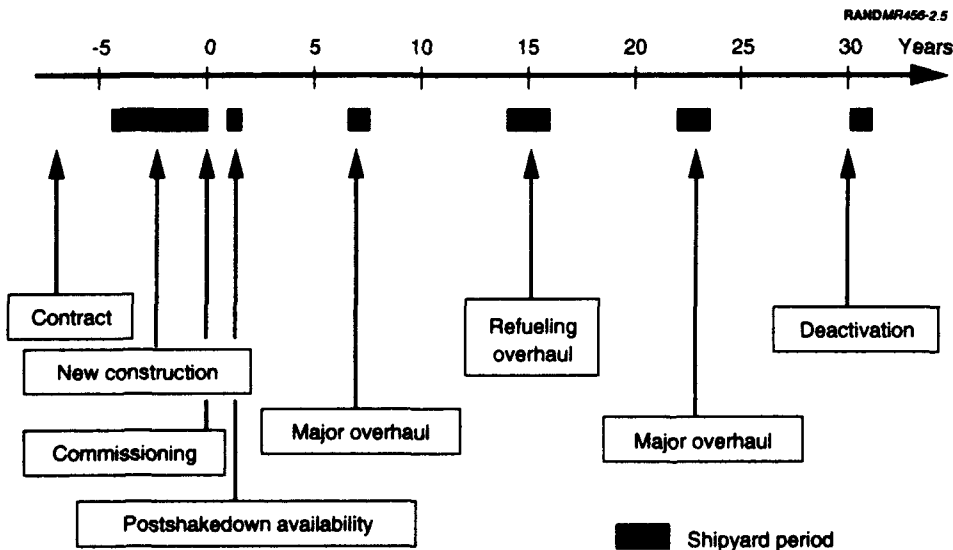 RANDMR456-2.5
-5 0 5 10 15 20 25 30 Years
Contract
New construction
Commissioning
Postshakedown availability
Major overhaul
Refueling
overhaul
Major overhaul
Deactivation
Shipyard period